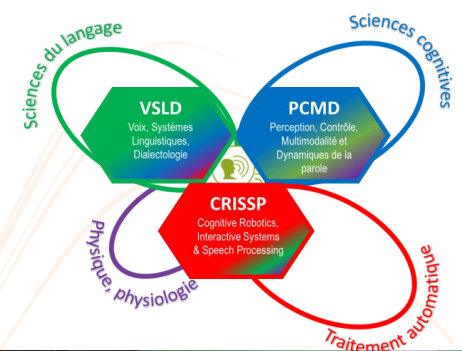 Sciences du langage
Sciences cognitives
VSLD
Voix, Systèmes
Linguistiques,
Dialectologie
PCMD
Perception, Contrôle,
Multimodalité et
Dynamiques de la
parole
CRISSP
Cognitive Robotics,
Interactive Systems
& Speech Processing
Physique, physiologie
Traitement automatique